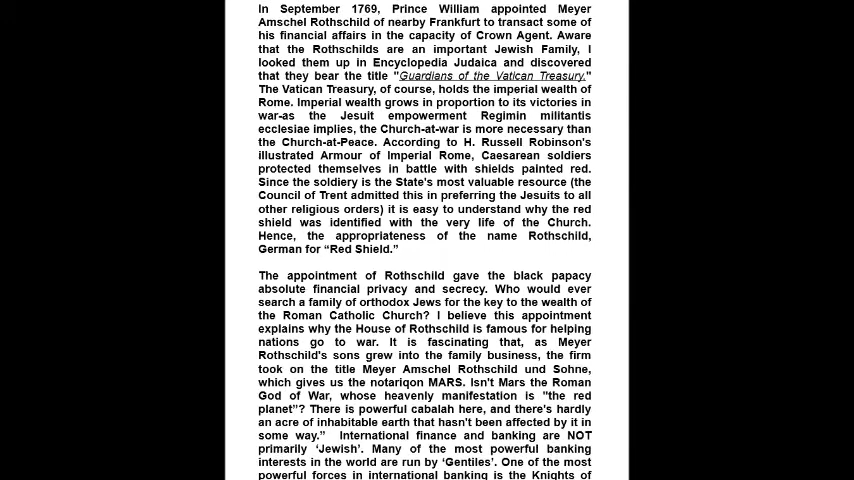 In September 1769, Prince William appointed Meyer
Amschel Rothschild of nearby Frankfurt to transact some of
his financial affairs in the capacity of Crown Agent. Aware
that the Rothschilds are an important Jewish Family, I
looked them up in Encyclopedia Judaica and discovered
that they bear the title "Guardians of the Vatican Treasury."
The Vatican Treasury, of course, holds the imperial wealth of
Rome. Imperial wealth grows in proportion to its victories in
war-as the Jesuit empowerment Regimin militantis
ecclesiae implies, the Church-at-war is more necessary than
the Church-at-Peace. According to H. Russell Robinson's
illustrated Armour of Imperial Rome, Caesarean soldiers
protected themselves in battle with shields painted red.
Since the soldiery is the State's most valuable resource (the
Council of Trent admitted this in preferring the Jesuits to all
other religious orders) it is easy to understand why the red
shield was identified with the very life of the Church.
Hence, the appropriateness of the name Rothschild,
German for “Red Shield.”
The appointment of Rothschild gave the black papacy
absolute financial privacy and secrecy. Who would ever
search a family of orthodox Jews for the key to the wealth of
the Roman Catholic Church? I believe this appointment
explains why the House of Rothschild is famous for helping
nations go to war. It is fascinating that, as Meyer
Rothschild's sons grew into the family business, the firm
took on the title Meyer Amschel Rothschild und Sohne,
which gives us the notariqon MARS. Isn't Mars the Roman
God of War, whose heavenly manifestation is "the red
planet”? There is powerful cabalah here, and there's hardly
an acre of inhabitable earth that hasn't been affected by it in
some way.” International finance and banking are NOT
primarily ‘Jewish’. Many of the most powerful banking
interests in the world are run by ‘Gentiles’. One of the most
powerful forces in international banking is the Knights of